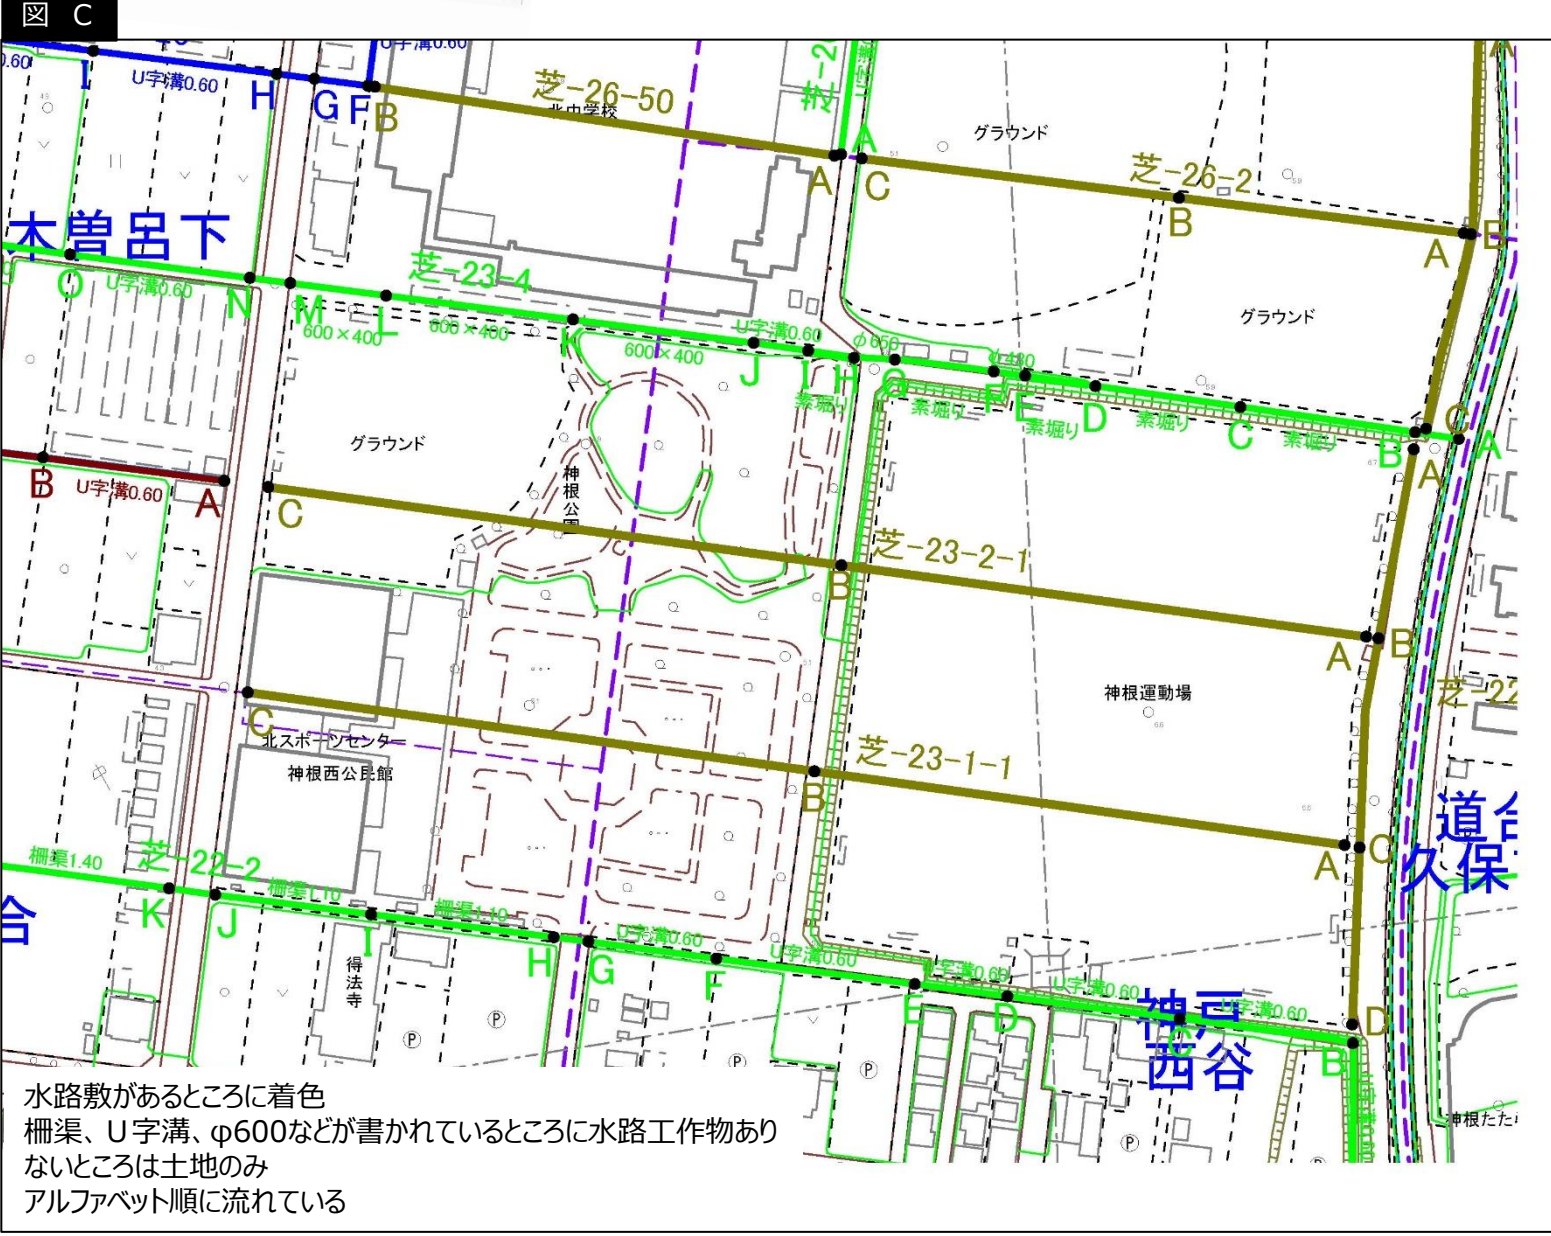 図 C
U字溝0.60
.60
I
U字溝0.60
H
G
F
B
芝-26-50
北中学校
A
A
C
グラウンド
芝-26-2
B
A
B
木曽呂下
O
U字溝0.60
N
M
600×400
L
芝-23-4
600×400
K
600×400
U字溝0.60
J
I
H
φ650
G
素堀り
素堀り
φ480
F
E
素堀り
D
素堀り
C
素堀り
B
C
A
A
グラウンド
グラウンド
B
U字溝0.60
A
C
神根公園
芝-23-2-1
B
A
B
神根運動場
芝-22
C
北スポーツセンター
神根西公民館
芝-23-1-1
B
A
C
道合
久保
柵渠1.40
芝-22-2
K
J
柵渠1.10
I
柵渠1.10
H
G
U字溝0.60
F
U字溝0.60
E
U字溝0.60
D
U字溝0.60
C
U字溝0.60
D
B
合
得法寺
P
P
P
P
P
神戸
西谷
神根たたら
水路敷があるところに着色
柵渠、U字溝、φ600などが書かれているところに水路工作物あり
ないところは土地のみ
アルファベット順に流れている